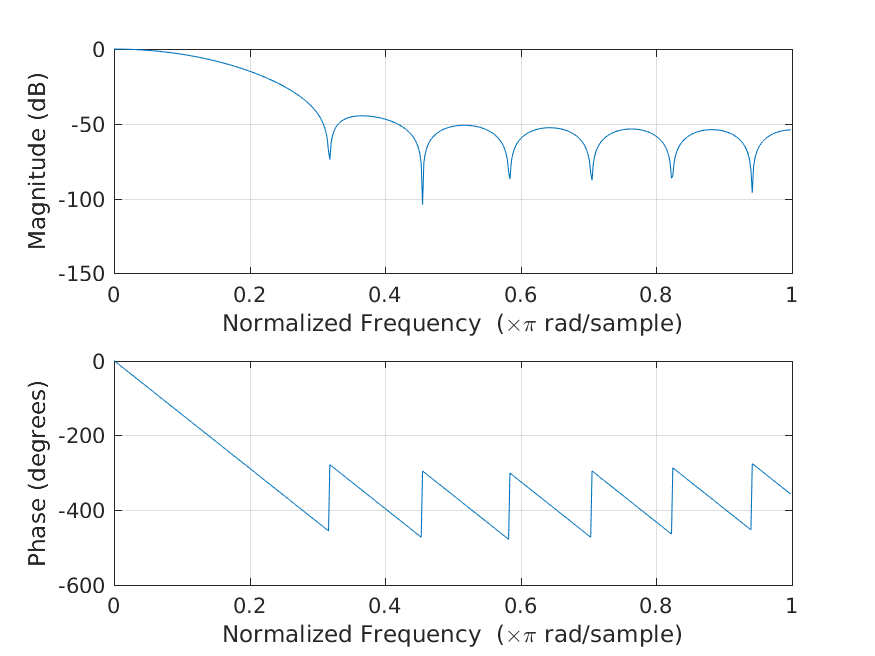 Magnitude (dB)
0
-50
-100
-150
0 0.2 0.4 0.6 0.8 1
Normalized Frequency (×π rad/sample)
Phase (degrees)
0
-200
-400
-600
0 0.2 0.4 0.6 0.8 1
Normalized Frequency (×π rad/sample)